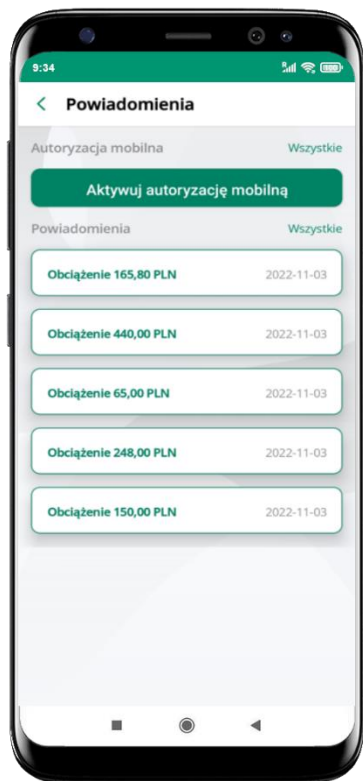 9:34
Powiadomienia
Autoryzacja mobilna Wszystkie
Aktywuj autoryzację mobilną
Powiadomienia Wszystkie
Obciążenie 165,80 PLN 2022-11-03
Obciążenie 440,00 PLN 2022-11-03
Obciążenie 65,00 PLN 2022-11-03
Obciążenie 248,00 PLN 2022-11-03
Obciążenie 150,00 PLN 2022-11-03